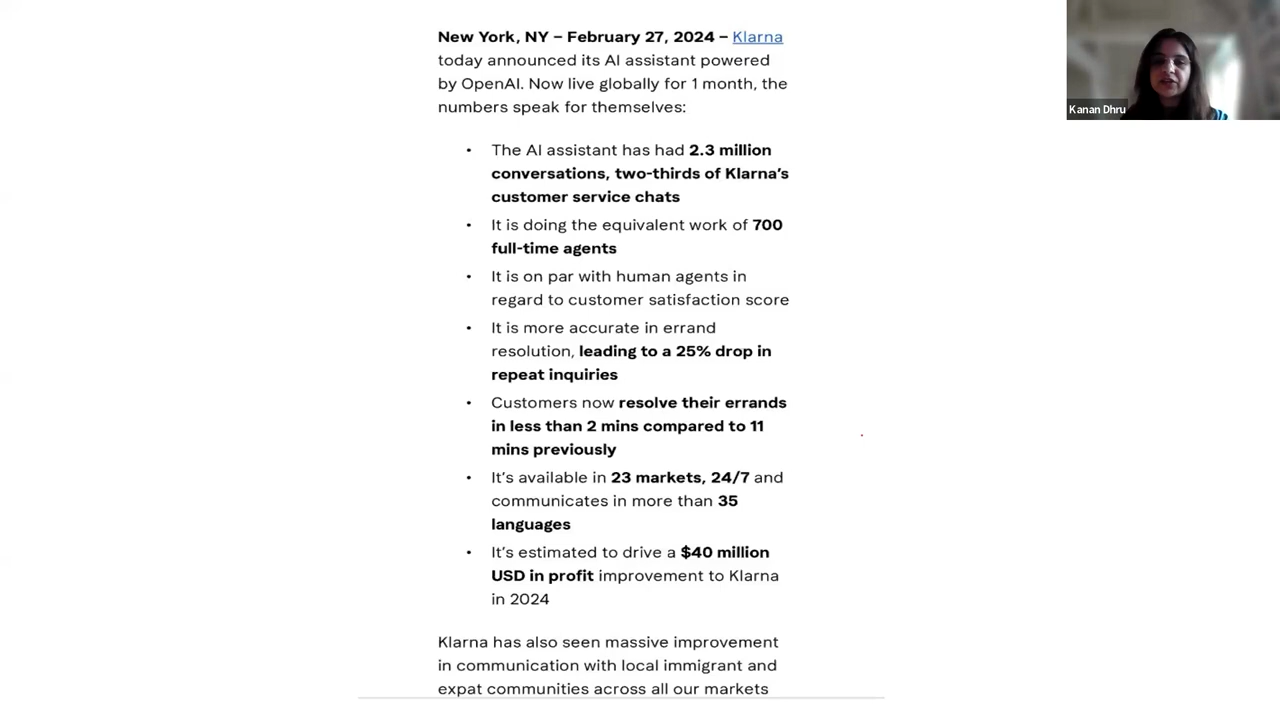 New York, NY – February 27, 2024 – Klarna
today announced its AI assistant powered
by OpenAI. Now live globally for 1 month, the
numbers speak for themselves:
• The AI assistant has had 2.3 million
conversations, two-thirds of Klarna's
customer service chats
• It is doing the equivalent work of 700
full-time agents
• It is on par with human agents in
regard to customer satisfaction score
• It is more accurate in errand
resolution, leading to a 25% drop in
repeat inquiries
• Customers now resolve their errands
in less than 2 mins compared to 11
mins previously
• It's available in 23 markets, 24/7 and
communicates in more than 35
languages
• It's estimated to drive a $40 million
USD in profit improvement to Klarna
in 2024
Klarna has also seen massive improvement
in communication with local immigrant and
expat communities across all our markets
Kanan Dhru